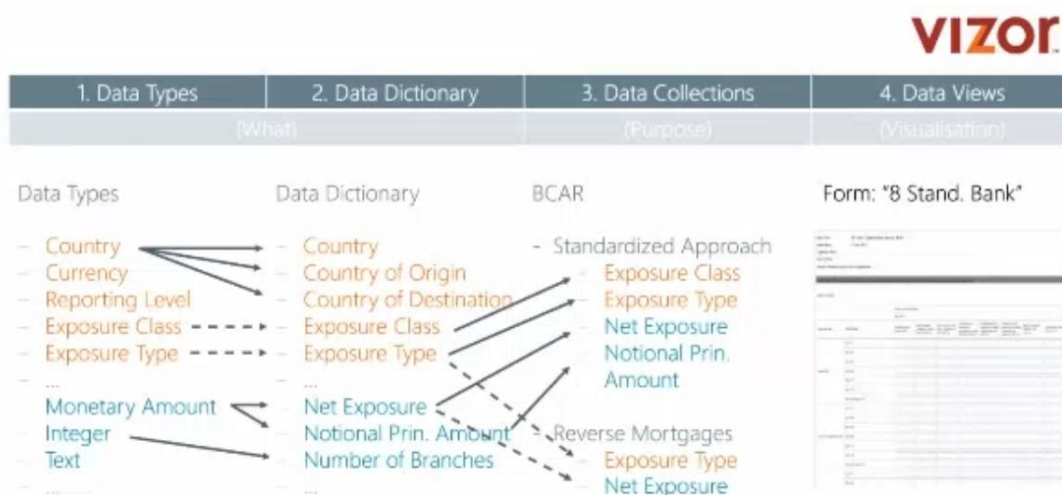 VIZOR
1. Data Types
2. Data Dictionary
3. Data Collections
4. Data Views
(What)
(Purpose)
(Visualisation)
Data Types
- Country
- Currency
- Reporting Level
- Exposure Class
- Exposure Type
- ...
- Monetary Amount
- Integer
- Text
- ...
Data Dictionary
- Country
- Country of Origin
- Country of Destination
- Exposure Class
- Exposure Type
- ...
- Net Exposure
- Notional Prin. Amount
- Number of Branches
- ...
BCAR
- Standardized Approach
- Exposure Class
- Exposure Type
- Net Exposure
- Notional Prin.
Amount
- Reverse Mortgages
- Exposure Type
- Net Exposure
Form: "8 Stand. Bank"